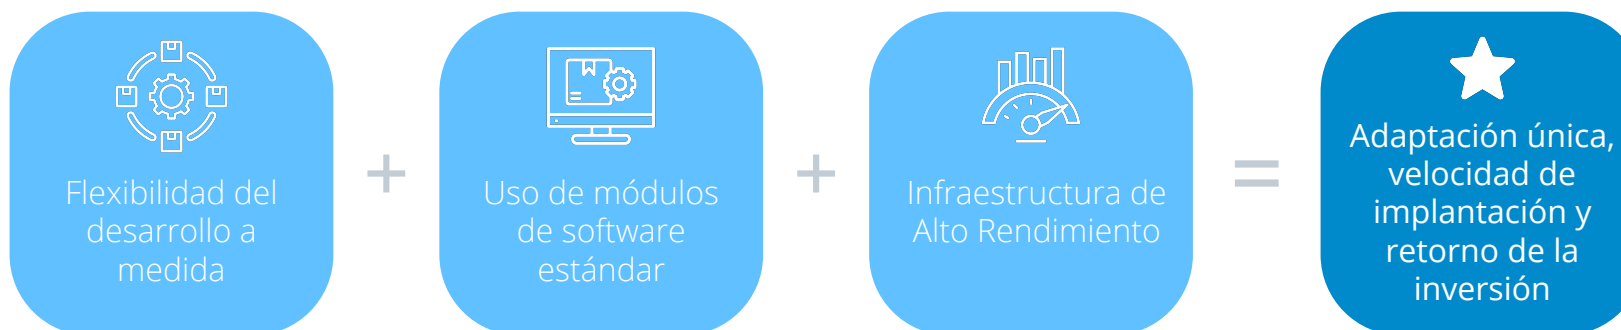 Flexibilidad del
desarrollo a
medida
+
Uso de módulos
de software
estándar
+
Infraestructura de
Alto Rendimiento
=
Adaptación única,
velocidad de
implantación y
retorno de la
inversión